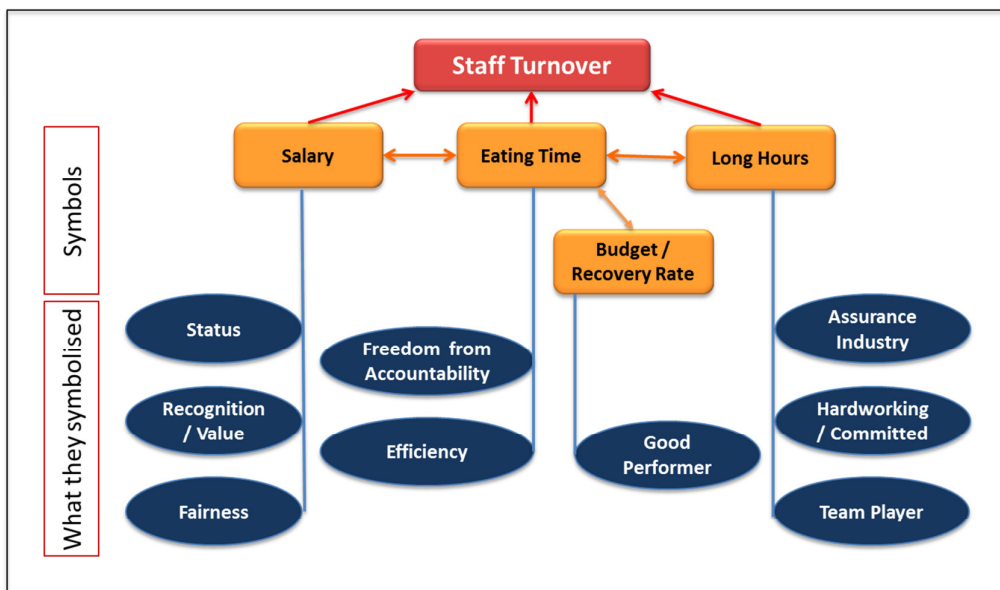 Staff Turnover
Symbols
Salary
Eating Time
Long Hours
Budget /
Recovery Rate
What they symbolised
Status
Recognition
/ Value
Fairness
Freedom from
Accountability
Efficiency
Good
Performer
Assurance
Industry
Hardworking
/ Committed
Team Player